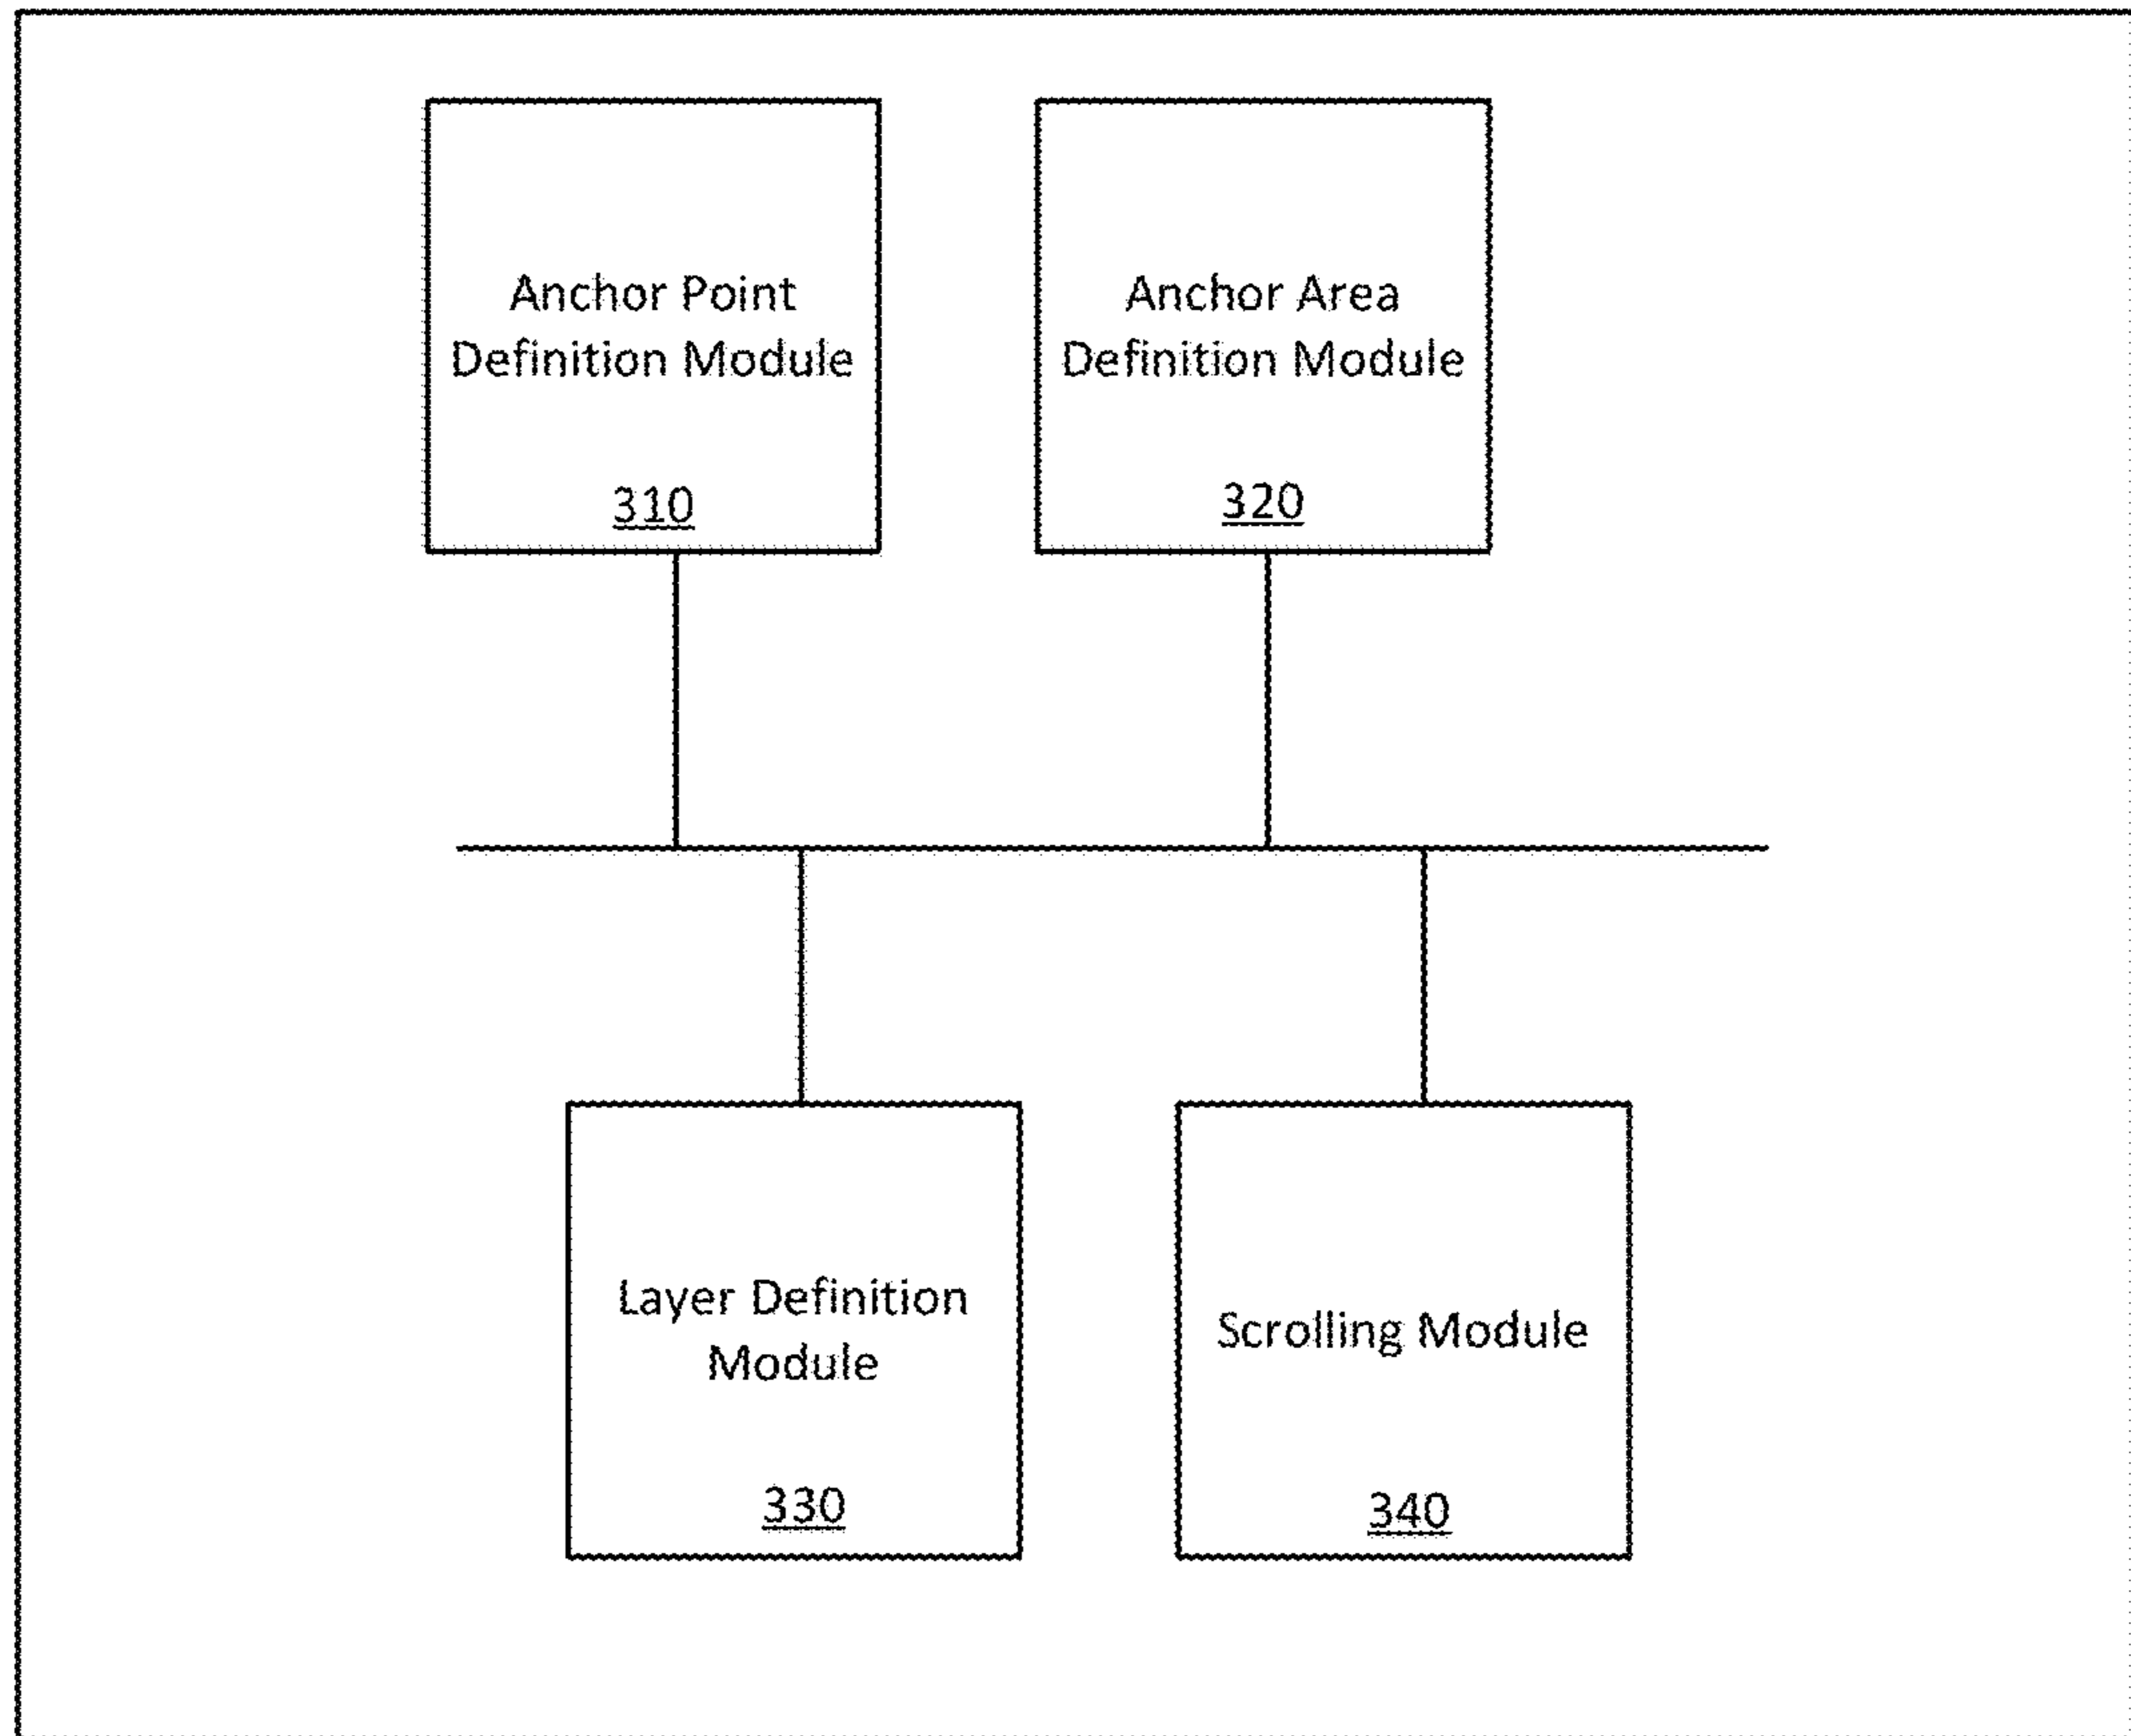 Anchor Point
Definition Module
310
Anchor Area
Definition Module
320
Layer Definition
Module
330
Scrolling Module
340